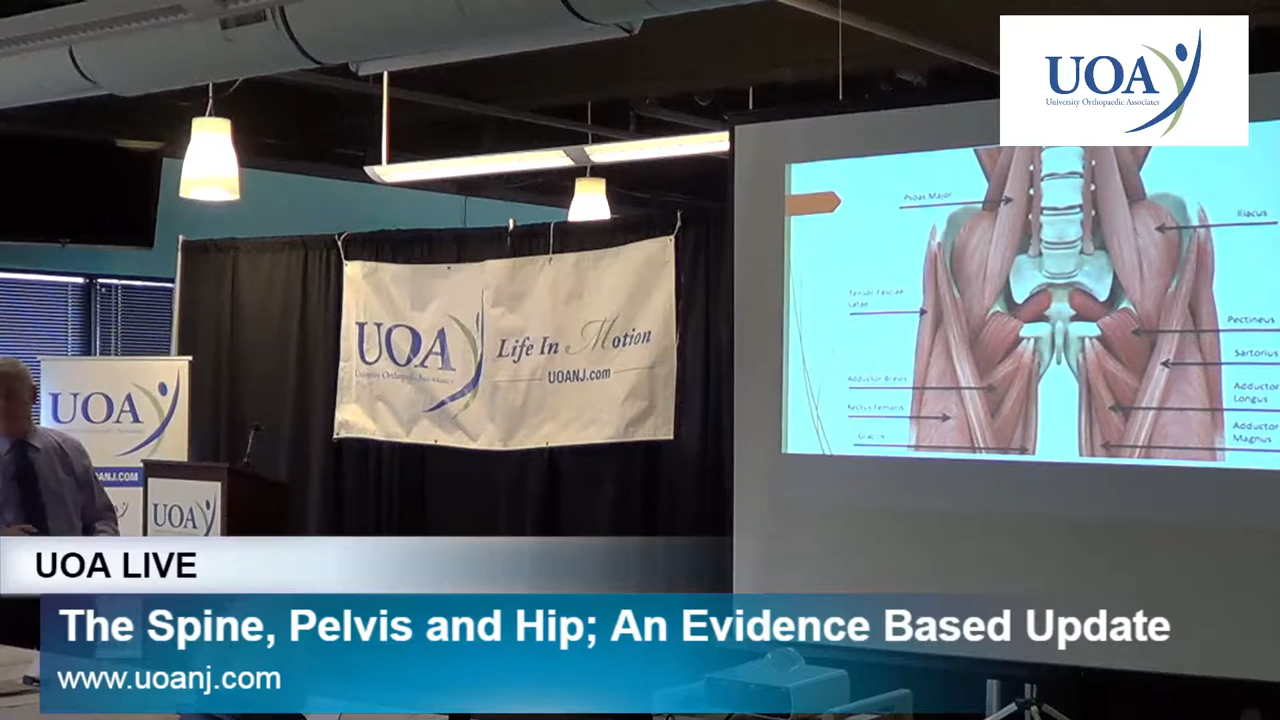 UOA
University Orthopaedic Associates
Psoas Major
Iliacus
Tensor Fasciae
Latae
Pectineus
Sartorius
Adductor Brevis
Adductor
Longus
Rectus Femoris
Adductor
Magnus
UOA
University Orthopaedic Associates
Life In Motion
UOANJ.com
UOA
ANJ.COM
UOA
UOA LIVE
The Spine, Pelvis and Hip; An Evidence Based Update
www.uoanj.com